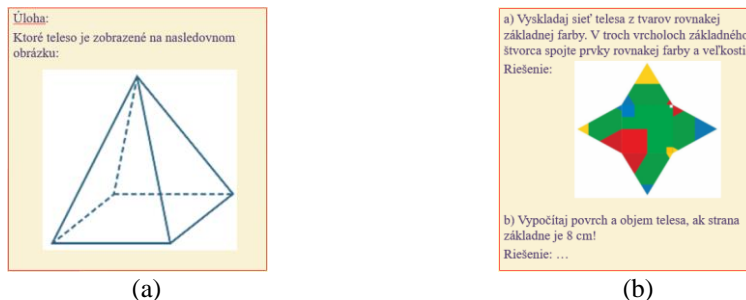 Úloha:
Ktoré teleso je zobrazené na nasledovnom
obrázku:
(a)
a) Vyskladaj sieť telesa z tvarov rovnakej
základnej farby. V troch vrcholoch základného
štvorca spojte prvky rovnakej farby a veľkosti
Riešenie:
b) Vypočítaj povrch a objem telesa, ak strana
základne je 8 cm!
Riešenie: …
(b)